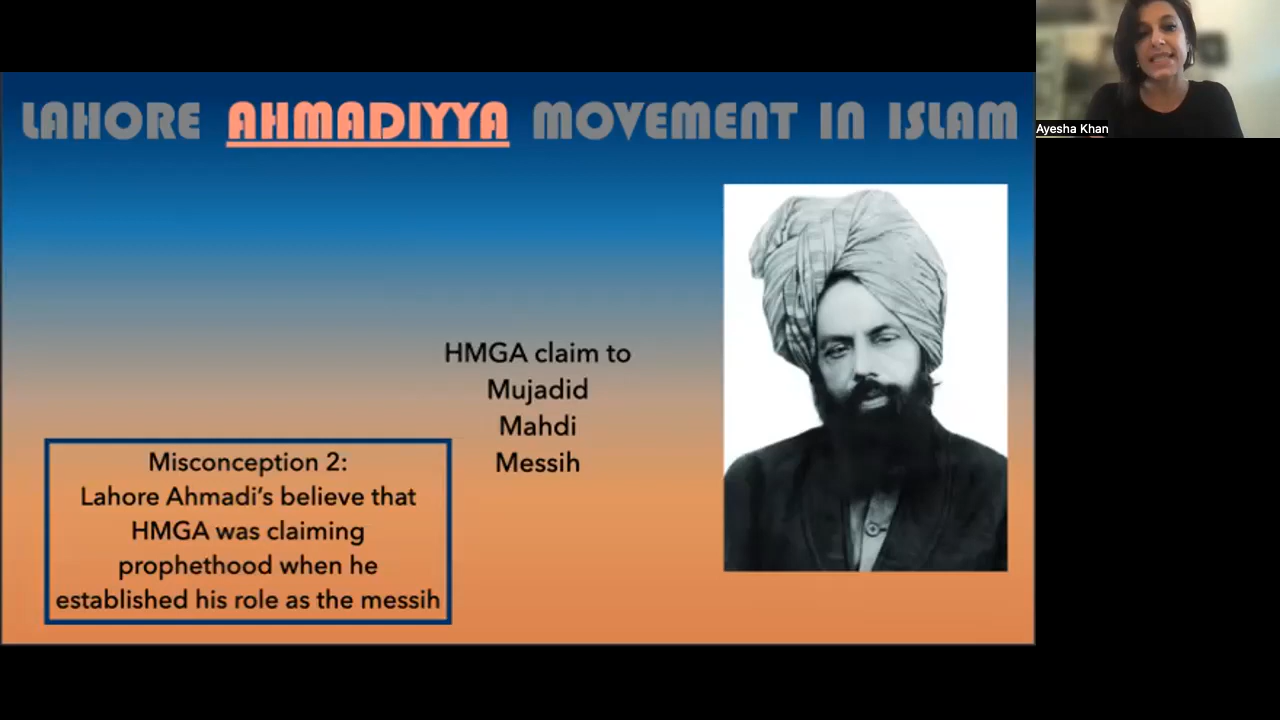 LAHORE AHMADIYYA MOVEMENT IN ISLAM
Ayesha Khan
HMGA claim to
Mujadid
Mahdi
Messih
Misconception 2:
Lahore Ahmadi's believe that
HMGA was claiming
prophethood when he
established his role as the messih